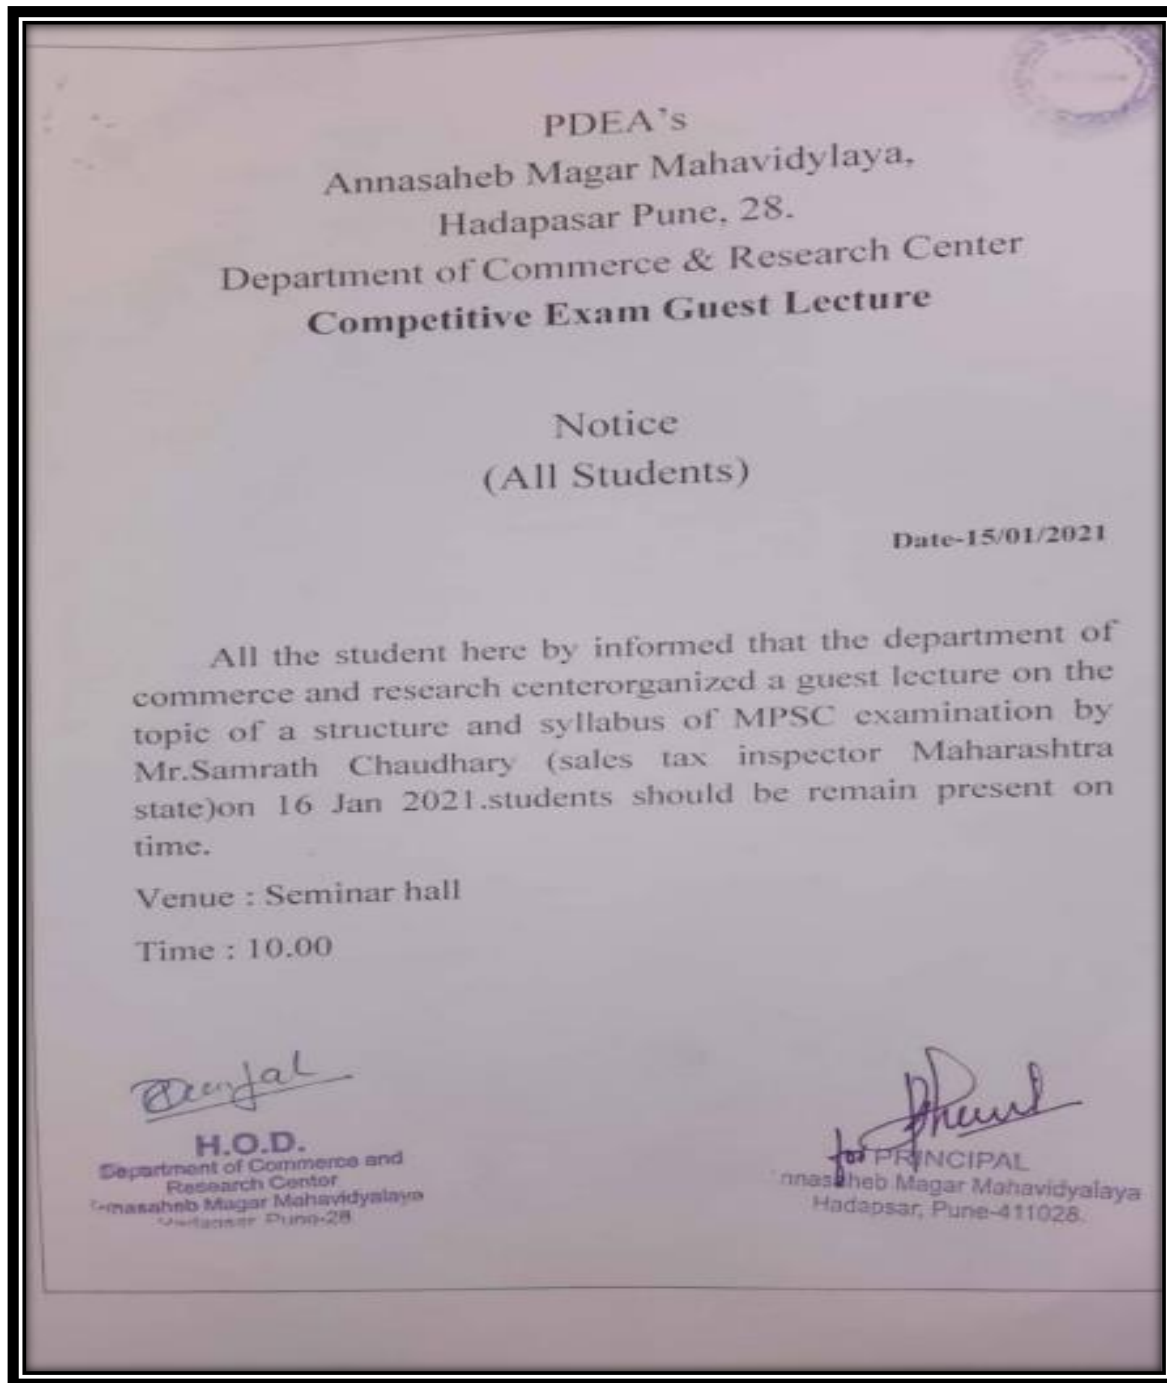 PDEA's
Annasaheb Magar Mahavidylaya,
Hadapasar Pune, 28.
Department of Commerce & Research Center
Competitive Exam Guest Lecture
Notice
(All Students)
Date-15/01/2021
All the student here by informed that the department of
commerce and research centerorganized a guest lecture on the
topic of a structure and syllabus of MPSC examination by
Mr.Samrath Chaudhary (sales tax inspector Maharashtra
state)on 16 Jan 2021.students should be remain present on
time.
Venue : Seminar hall
Time : 10.00
H.O.D.
Department of Commerce and
Research Center
Magar Mahavidyalaya
Pune-28
for PRINCIPAL
Magar Mahavidyalaya
Hadapsar, Pune-411028.